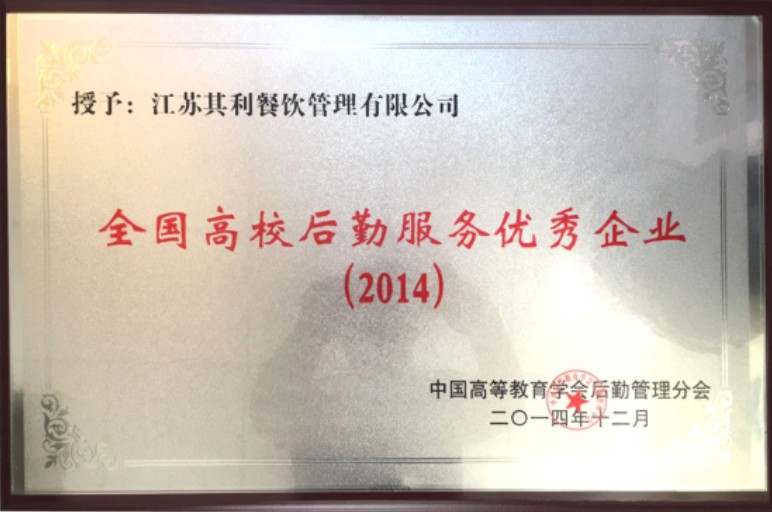 授予：江苏其利餐饮管理有限公司
全国高校后勤服务优秀企业
(2014)
中国高等教育学会后勤管理分会
二〇一四年十二月